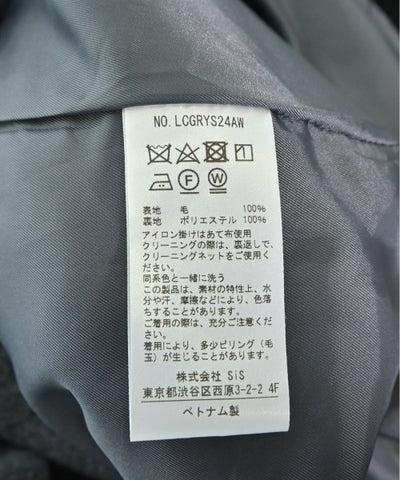 NO. LCGRYS24AW
F W
表地 毛 100%
裏地 ポリエステル 100%
アイロン掛けはあて布使用
クリーニングの際は、裏返しで、
クリーニングネットをご使用く
ださい。
同系色と一緒に洗う
この製品は、素材の特性上、水
分や汗、摩擦などにより、色落
ちすることがあります。
ご着用の際は、充分ご注意くだ
さい。
着用により、多少ピリング(毛
玉)が生じることがあります。
株式会社 SiS
東京都渋谷区西原3-2-2 4F
ベトナム製